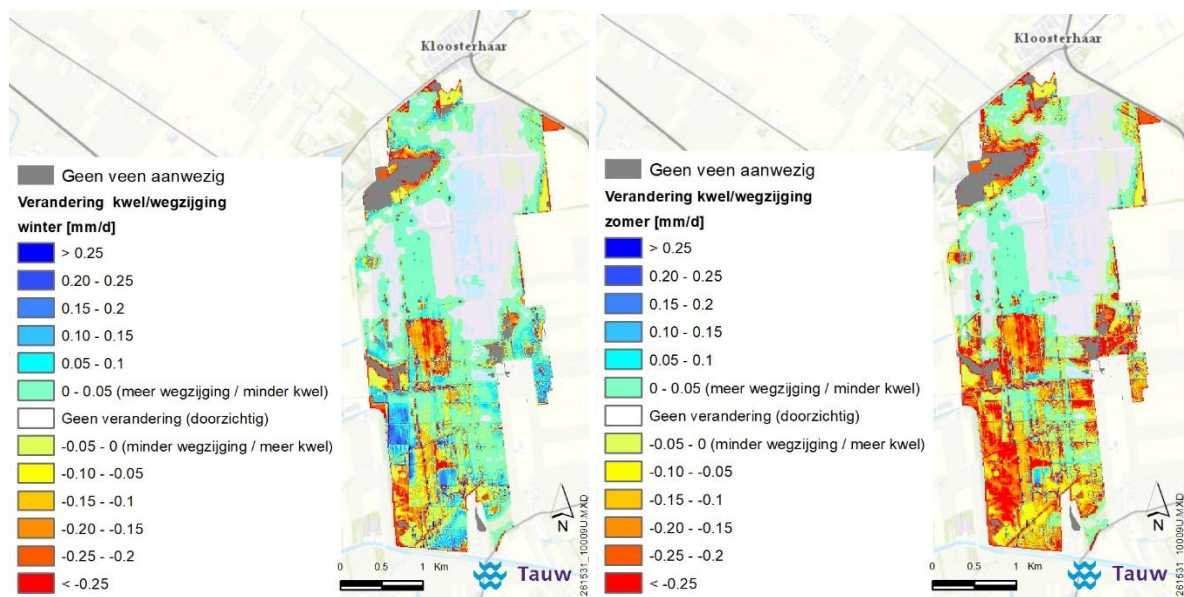 Kloosterhaar
Geen veen aanwezig
Verandering kwel/wegzijging
winter [mm/d]
> 0.25
0.20 - 0.25
0.15 - 0.2
0.10 - 0.15
0.05 - 0.1
0 - 0.05 (meer wegzijging / minder kwel)
Geen verandering (doorzichtig)
-0.05 - 0 (minder wegzijging / meer kwel)
-0.10 - -0.05
-0.15 - -0.1
-0.20 - -0.15
-0.25 - -0.2
< -0.25
0 0.5 1 Km
N
Tauw
261531_10009U.MXD
Kloosterhaar
Geen veen aanwezig
Verandering kwel/wegzijging
zomer [mm/d]
> 0.25
0.20 - 0.25
0.15 - 0.2
0.10 - 0.15
0.05 - 0.1
0 - 0.05 (meer wegzijging / minder kwel)
Geen verandering (doorzichtig)
-0.05 - 0 (minder wegzijging / meer kwel)
-0.10 - -0.05
-0.15 - -0.1
-0.20 - -0.15
-0.25 - -0.2
< -0.25
0 0.5 1 Km
N
Tauw
261531_10009U.MXD